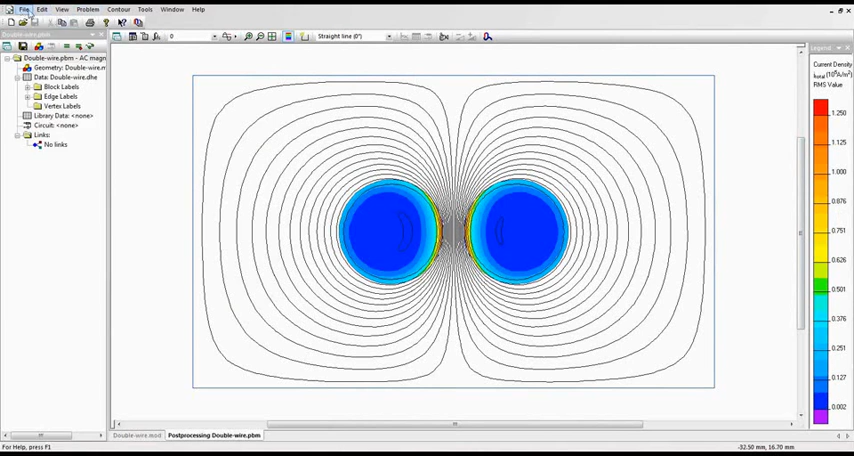 File Edit View Problem Contour Tools Window Help
0
Straight line (0°)
Double-wire.pbm
Double-wire.pbm - AC magn
Geometry: Double-wire.m
Data: Double-wire.dhe
Block Labels
Edge Labels
Vertex Labels
Library Data: <none>
Circuit: <none>
Links:
No links
Legend
Current Density
RMS Value
1.250
1.125
1.000
0.875
0.751
0.626
0.501
0.376
0.251
0.127
0.002
Double-wire.mod Postprocessing Double-wire.pbm
For Help, press F1
-32.50 mm, 16.70 mm